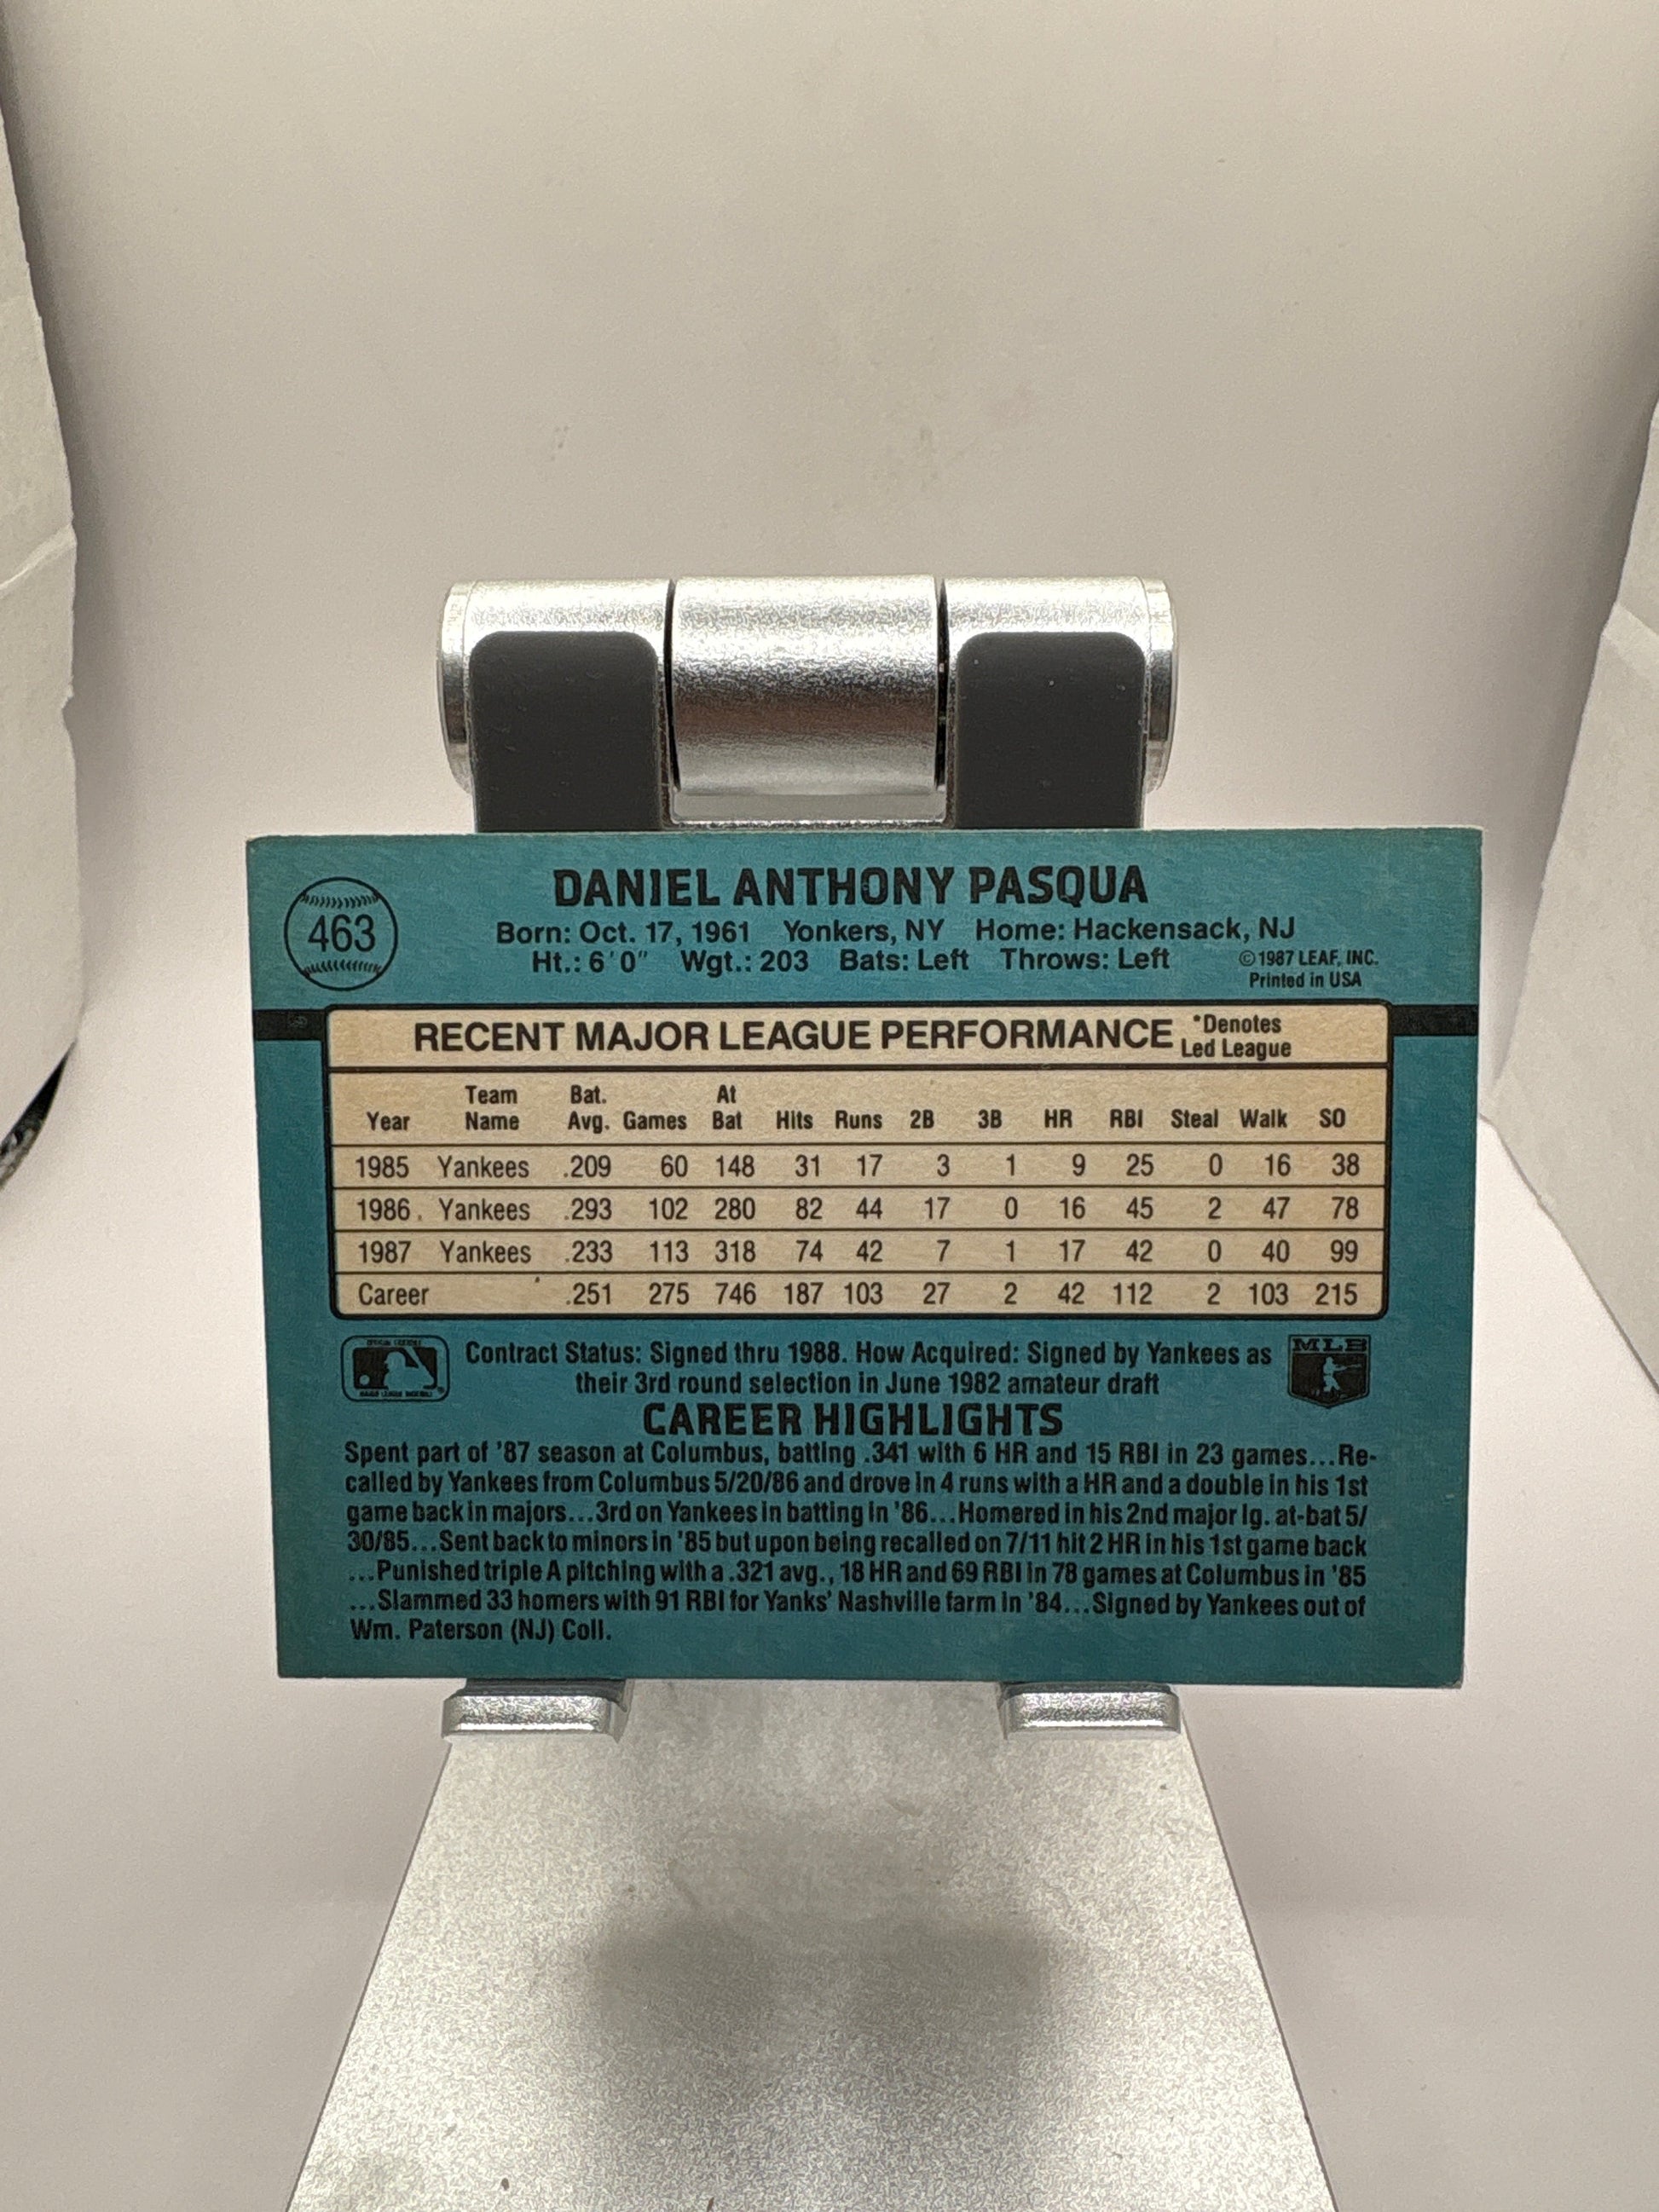 463
DANIEL ANTHONY PASQUA
Born: Oct. 17, 1961 Yonkers, NY Home: Hackensack, NJ
Ht.: 6'0" Wgt.: 203 Bats: Left Throws: Left
©1987 LEAF, INC.
Printed in USA
RECENT MAJOR LEAGUE PERFORMANCE
*Denotes
Led League
Year Team Name Bat. Avg. Games At Bat Hits Runs 2B 3B HR RBI Steal Walk SO
1985 Yankees .209 60 148 31 17 3 1 9 25 0 16 38
1986 Yankees .293 102 280 82 44 17 0 16 45 2 47 78
1987 Yankees .233 113 318 74 42 7 1 17 42 0 40 99
Career .251 275 746 187 103 27 2 42 112 2 103 215
Contract Status: Signed thru 1988. How Acquired: Signed by Yankees as
their 3rd round selection in June 1982 amateur draft
MLB
CAREER HIGHLIGHTS
Spent part of '87 season at Columbus, batting .341 with 6 HR and 15 RBI in 23 games...Re-
called by Yankees from Columbus 5/20/86 and drove in 4 runs with a HR and a double in his 1st
game back in majors...3rd on Yankees in batting in '86...Homered in his 2nd major lg. at-bat 5/
30/85...Sent back to minors in '85 but upon being recalled on 7/11 hit 2 HR in his 1st game back
...Punished triple A pitching with a .321 avg., 18 HR and 69 RBI in 78 games at Columbus in '85
...Slammed 33 homers with 91 RBI for Yanks' Nashville farm in '84...Signed by Yankees out of
Wm. Paterson (NJ) Coll.